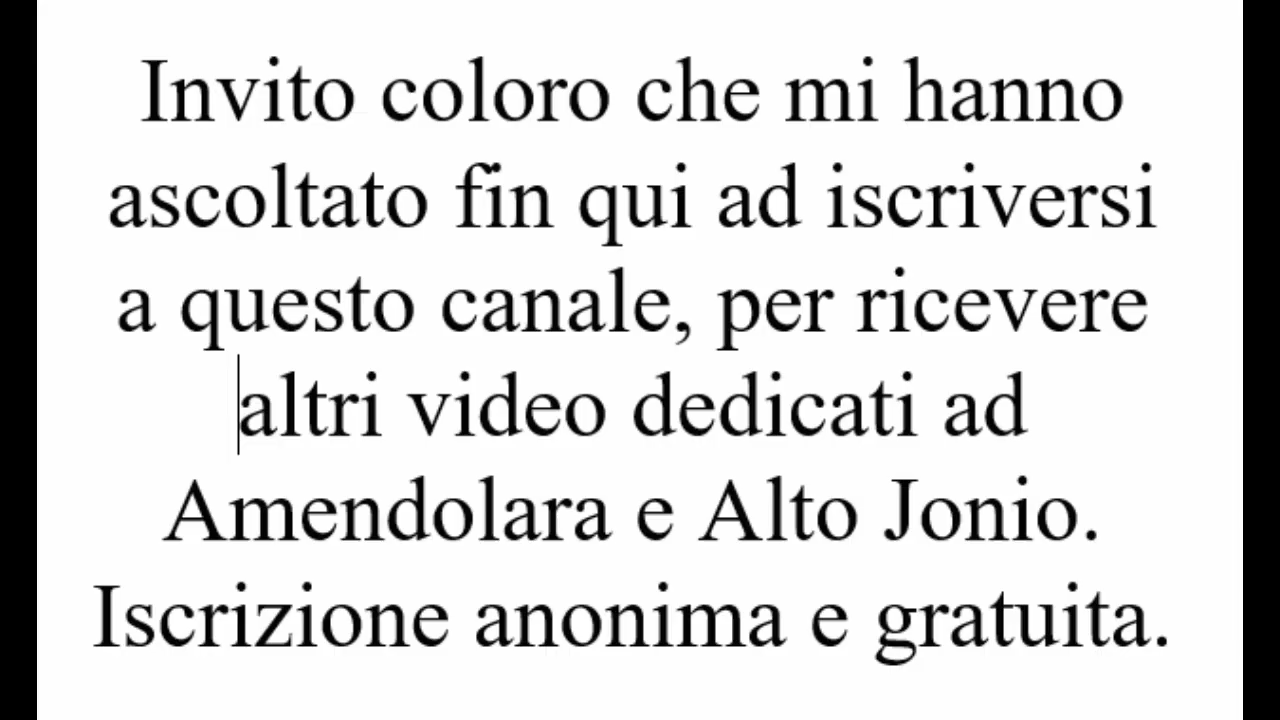 Invito coloro che mi hanno
ascoltato fin qui ad iscriversi
a questo canale, per ricevere
altri video dedicati ad
Amendolara e Alto Jonio.
Iscrizione anonima e gratuita.